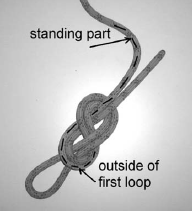 standing part
outside of
first loop